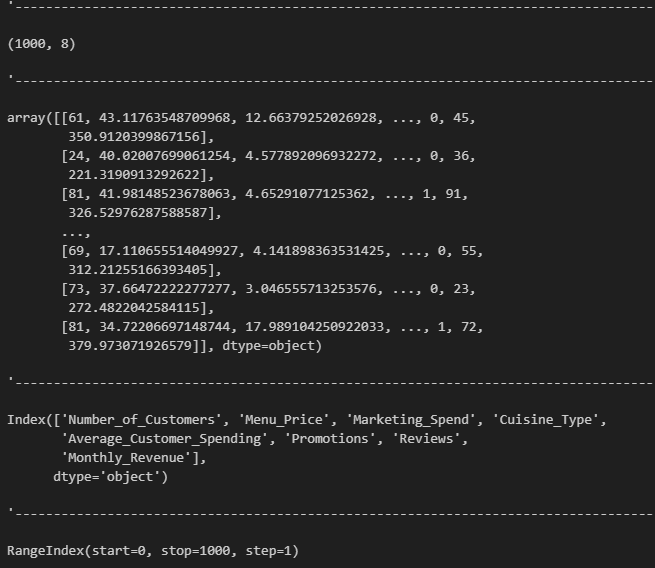 '--------------------------------------------------------------------------------
(1000, 8)
'--------------------------------------------------------------------------------
array([[61, 43.11763548709968, 12.66379252026928, ..., 0, 45,
350.9120399867156],
[24, 40.02007699061254, 4.577892096932272, ..., 0, 36,
221.3190913292622],
[81, 41.98148523678063, 4.65291077125362, ..., 1, 91,
326.52976287588587],
...,
[69, 17.110655514049927, 4.141898363531425, ..., 0, 55,
312.21255166393405],
[73, 37.66472222277277, 3.046555713253576, ..., 0, 23,
272.4822042584115],
[81, 34.72206697148744, 17.989104250922033, ..., 1, 72,
379.973071926579]], dtype=object)
'--------------------------------------------------------------------------------
Index(['Number_of_Customers', 'Menu_Price', 'Marketing_Spend', 'Cuisine_Type',
'Average_Customer_Spending', 'Promotions', 'Reviews',
'Monthly_Revenue'],
dtype='object')
'--------------------------------------------------------------------------------
RangeIndex(start=0, stop=1000, step=1)